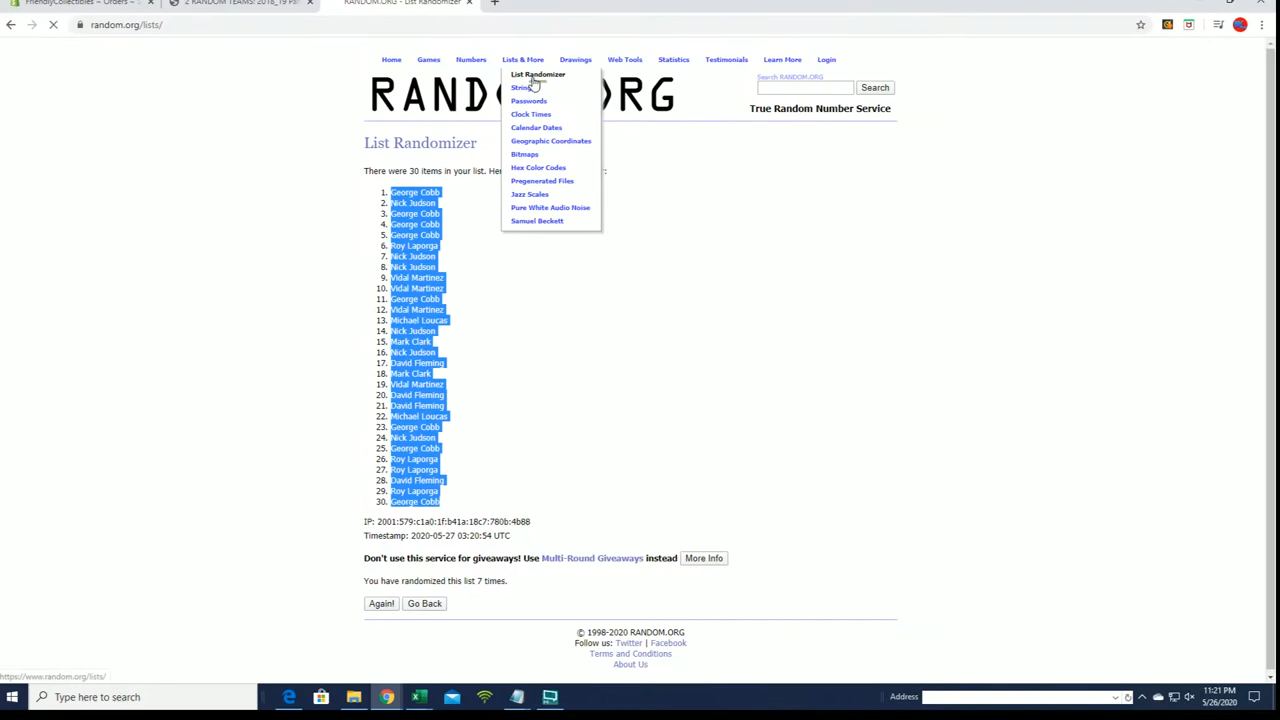 FriendlyCollectibles ~ Orders ~
2 RANDOM TEAMS! 2018_19 Pa
RANDOM.ORG - List Randomizer
random.org/lists/
Home Games Numbers Lists & More Drawings Web Tools Statistics Testimonials Learn More Login
List Randomizer
Strings
Passwords
Clock Times
Calendar Dates
Geographic Coordinates
Bitmaps
Hex Color Codes
Pregenerated Files
Jazz Scales
Pure White Audio Noise
Samuel Beckett
Search RANDOM.ORG
Search
RAND RG
True Random Number Service
List Randomizer
There were 30 items in your list. Her r:
1. George Cobb
2. Nick Judson
3. George Cobb
4. George Cobb
5. George Cobb
6. Roy Laporga
7. Nick Judson
8. Nick Judson
9. Vidal Martinez
10. Vidal Martinez
11. George Cobb
12. Vidal Martinez
13. Michael Loucas
14. Nick Judson
15. Mark Clark
16. Nick Judson
17. David Fleming
18. Mark Clark
19. Vidal Martinez
20. David Fleming
21. David Fleming
22. Michael Loucas
23. George Cobb
24. Nick Judson
25. George Cobb
26. Roy Laporga
27. Roy Laporga
28. David Fleming
29. Roy Laporga
30. George Cobb
IP: 2001:579:c1a0:1f:b41a:18c7:780b:4b88
Timestamp: 2020-05-27 03:20:54 UTC
Don't use this service for giveaways! Use Multi-Round Giveaways instead More Info
You have randomized this list 7 times.
Again! Go Back
© 1998-2020 RANDOM.ORG
Follow us: Twitter | Facebook
Terms and Conditions
About Us
https://www.random.org/lists/
Type here to search
Address
11:21 PM
5/26/2020